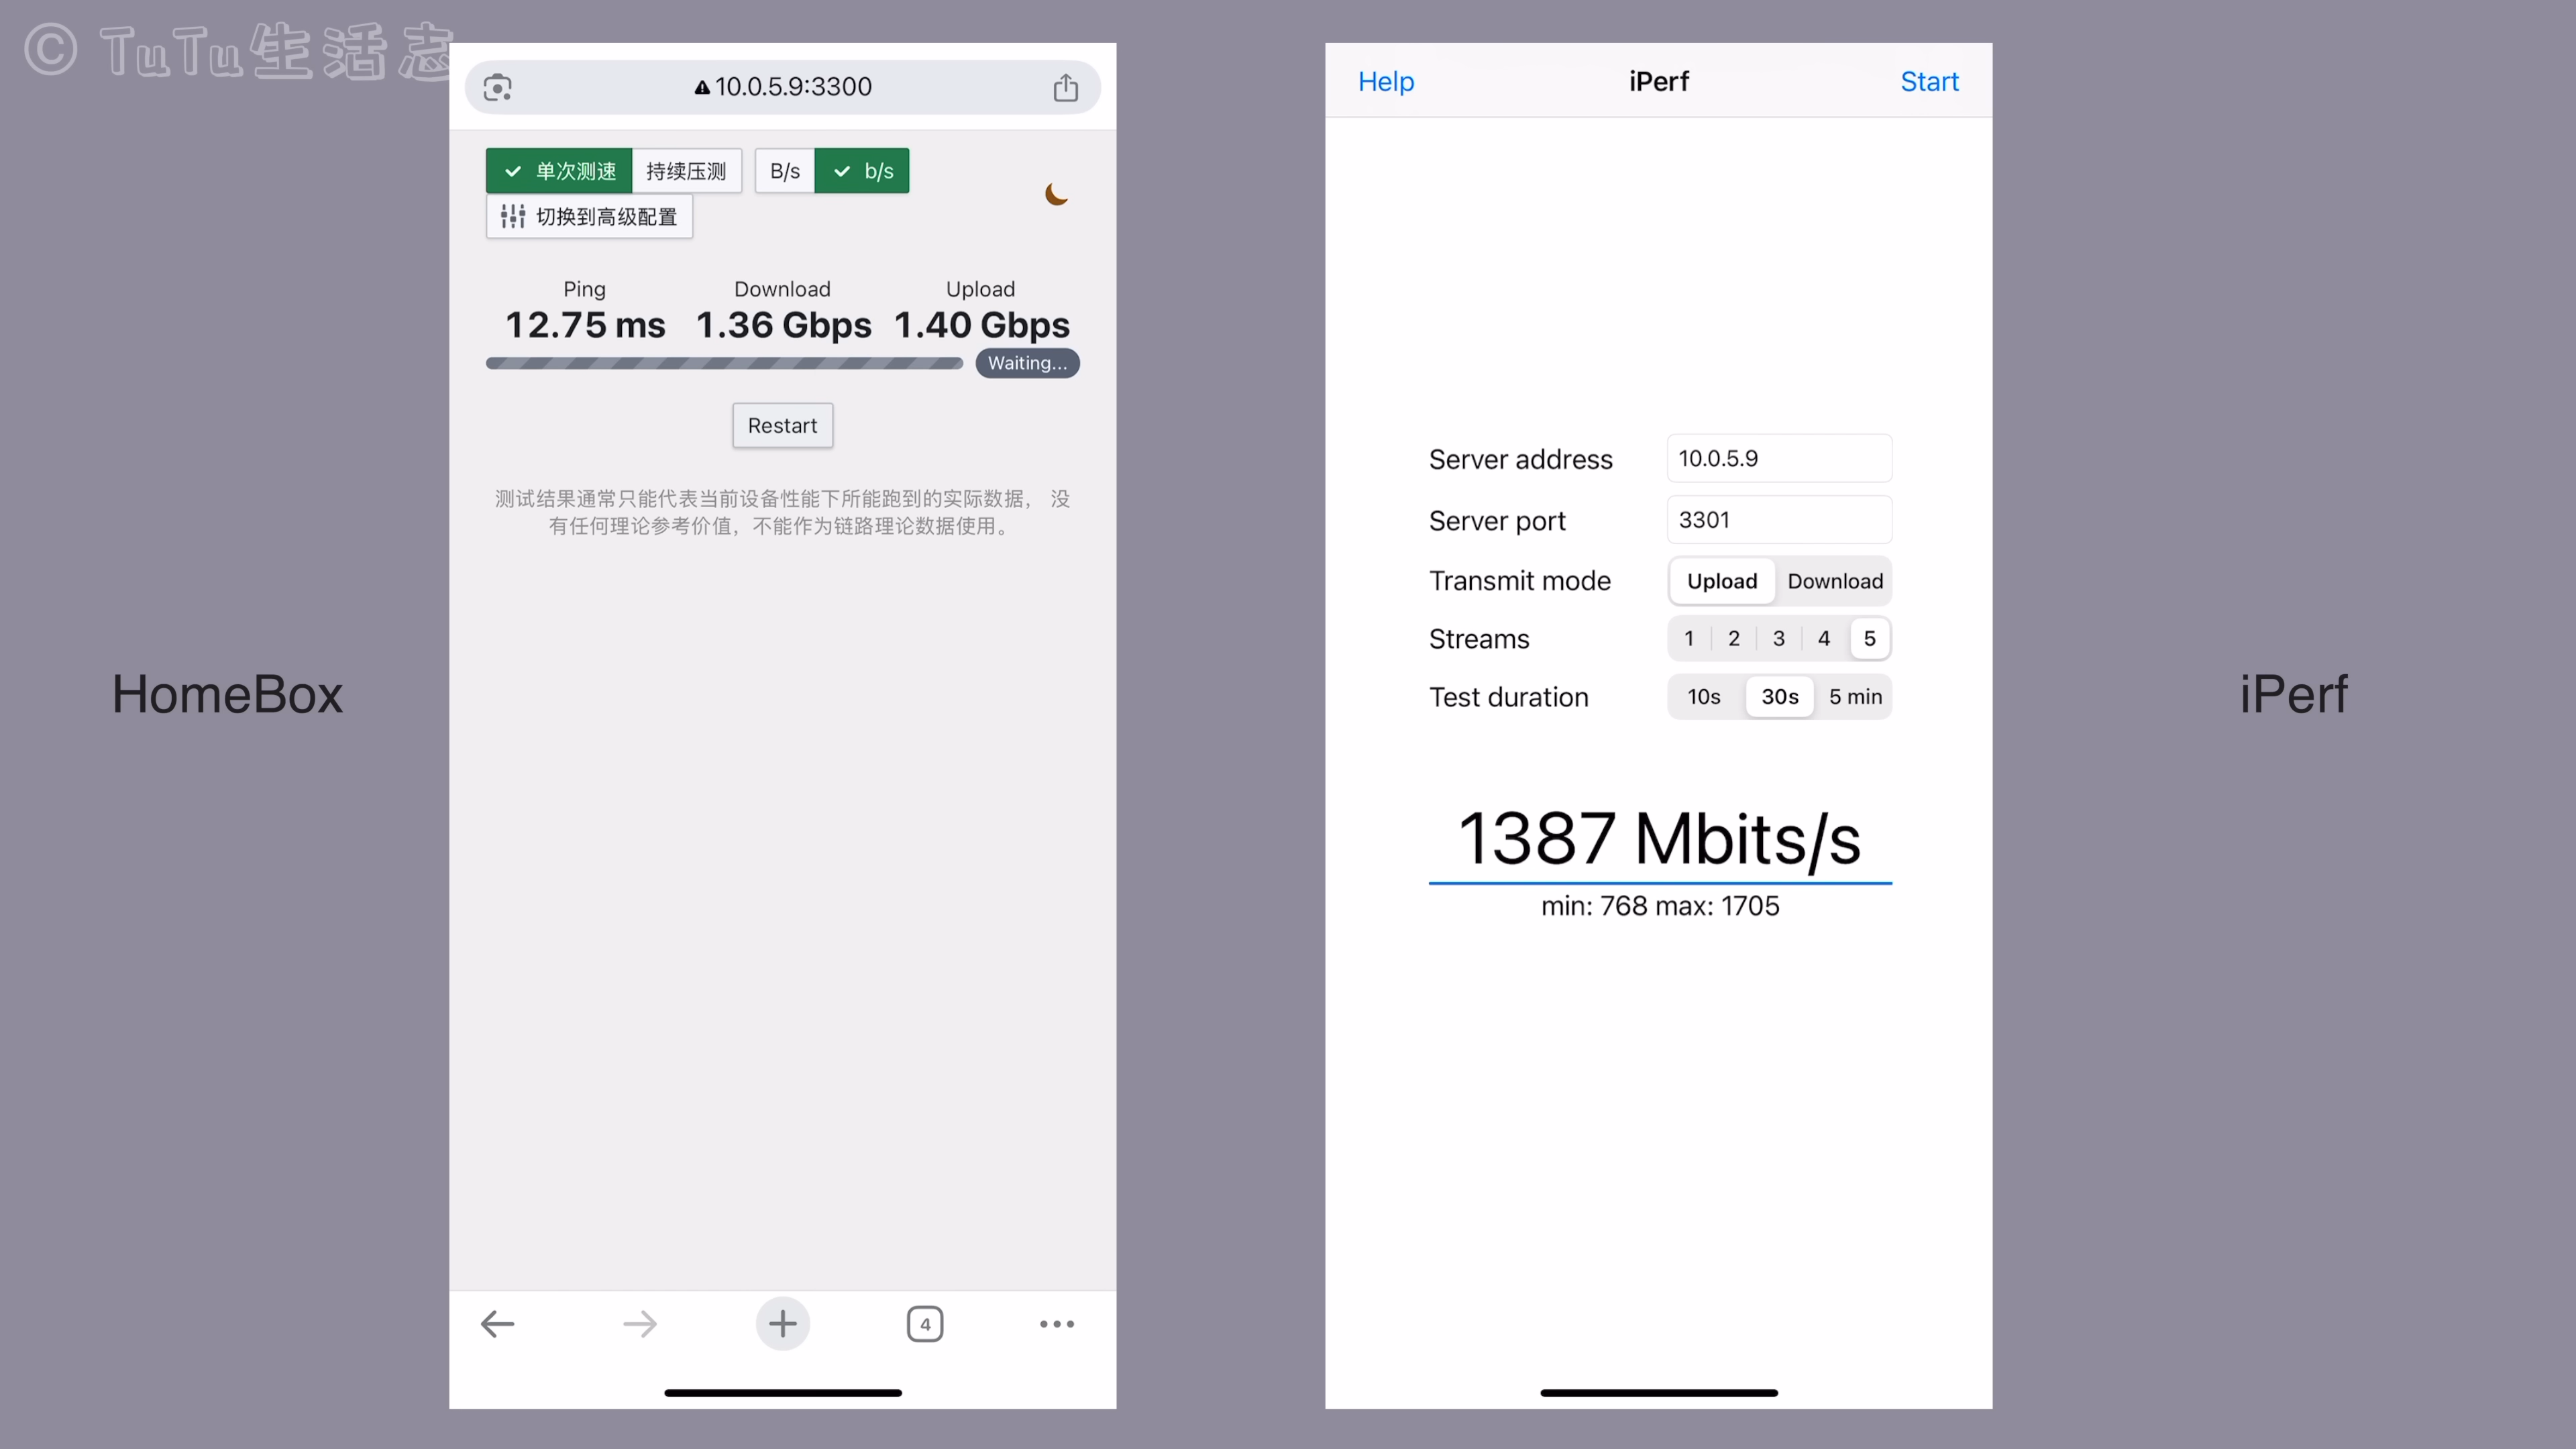 © TuTu生活志
10.0.5.9:3300
单次测速 持续压测 B/s b/s
切换到高级配置
Ping Download Upload
12.75 ms 1.36 Gbps 1.40 Gbps
Waiting...
Restart
测试结果通常只能代表当前设备性能下所能跑到的实际数据， 没
有任何理论参考价值，不能作为链路理论数据使用。
4
HomeBox
Help iPerf Start
Server address 10.0.5.9
Server port 3301
Transmit mode Upload Download
Streams 1 2 3 4 5
Test duration 10s 30s 5 min
1387 Mbits/s
min: 768 max: 1705
iPerf